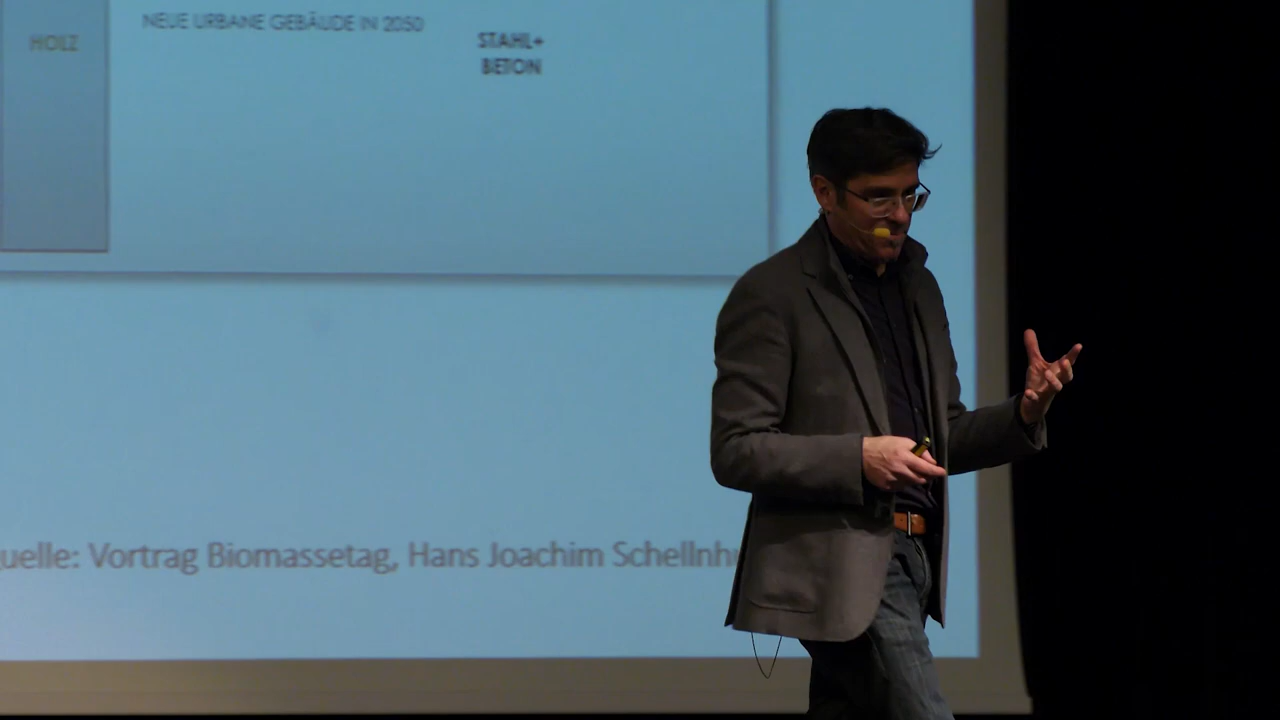 NEUE URBANE GEBÄUDE IN 2050
HOLZ
STAHL+
BETON
uelle: Vortrag Biomassetag, Hans Joachim Schellnh